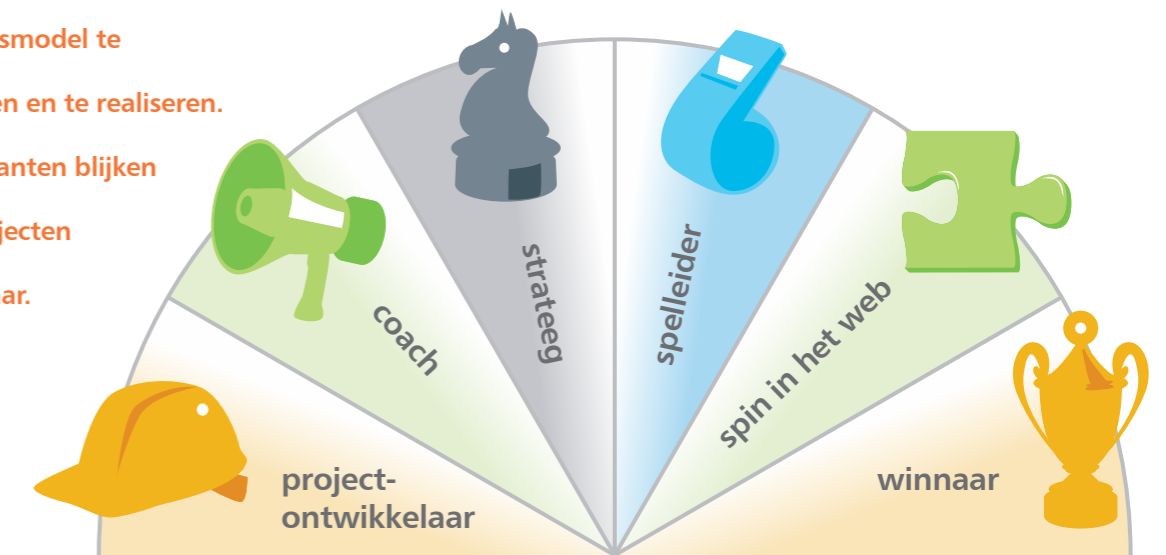 smodel te
en en te realiseren.
anten blijken
jecten
ar.
project-
ontwikkelaar
coach
strateeg
spelleider
spin in het web
winnaar